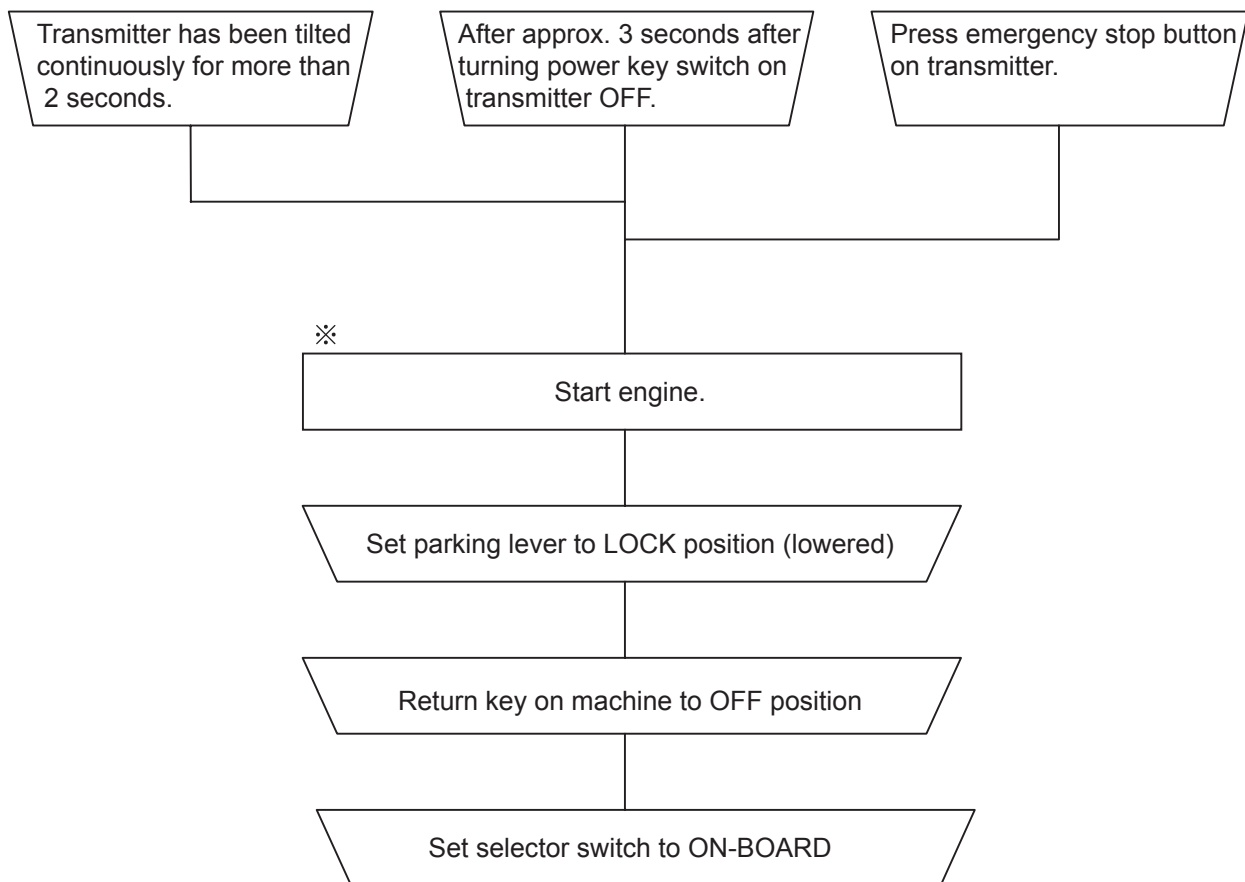 Transmitter has been tilted
continuously for more than
2 seconds.
After approx. 3 seconds after
turning power key switch on
transmitter OFF.
Press emergency stop button
on transmitter.
※
Start engine.
Set parking lever to LOCK position (lowered)
Return key on machine to OFF position
Set selector switch to ON-BOARD